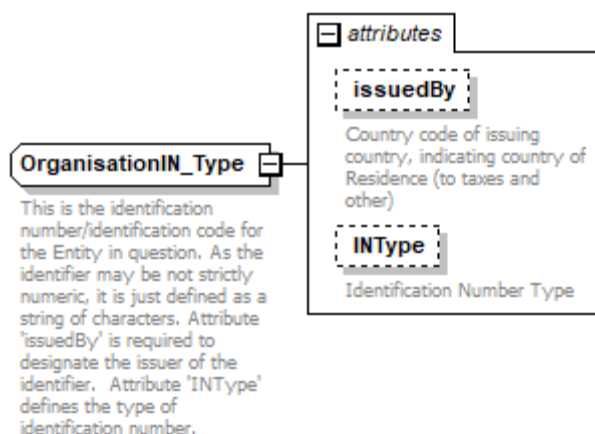 attributes
issuedBy
Country code of issuing
country, indicating country of
Residence (to taxes and
other)
INType
Identification Number Type
OrganisationIN_Type
This is the identification
number/identification code for
the Entity in question. As the
identifier may be not strictly
numeric, it is just defined as a
string of characters. Attribute
'issuedBy' is required to
designate the issuer of the
identifier.  Attribute 'INType'
defines the type of
identification number.